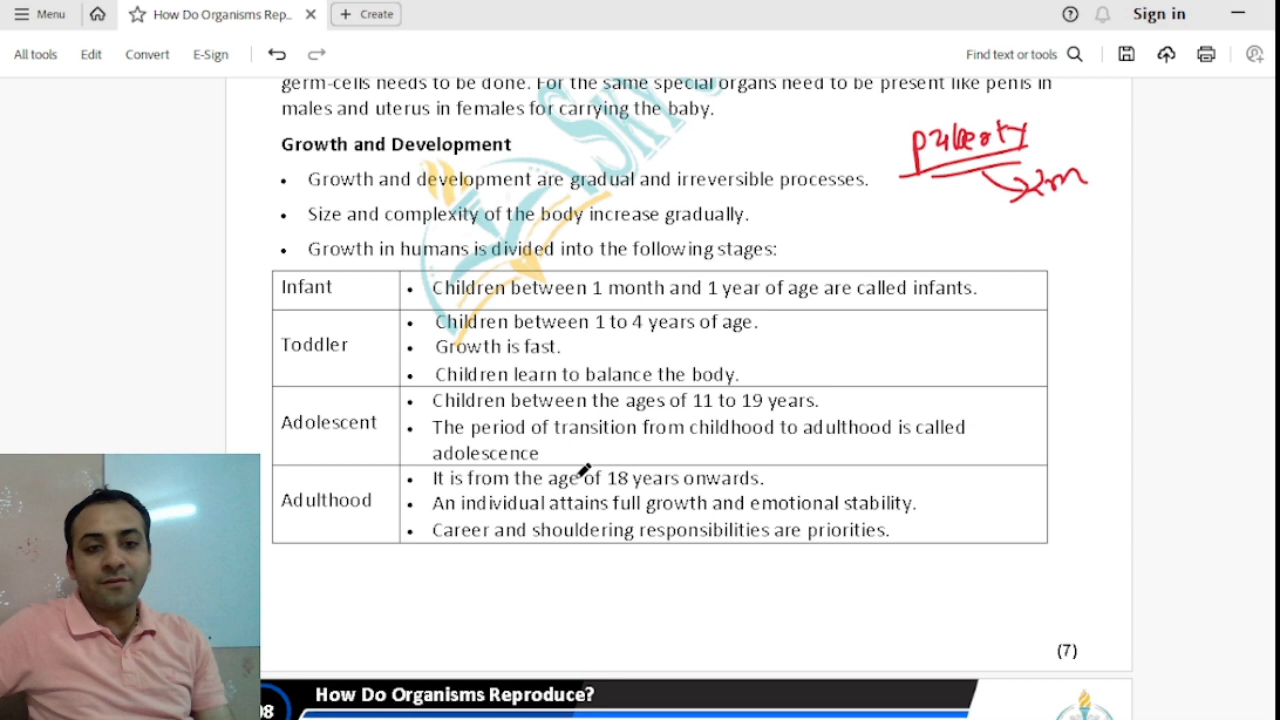 Menu
How Do Organisms Rep...
+ Create
Sign in
All tools Edit Convert E-Sign
Find text or tools
germ-cells needs to be done. For the same special organs need to be present like penis in
males and uterus in females for carrying the baby.
Growth and Development
puberty
• Growth and development are gradual and irreversible processes.
• Size and complexity of the body increase gradually.
• Growth in humans is divided into the following stages:
Infant
• Children between 1 month and 1 year of age are called infants.
Toddler
• Children between 1 to 4 years of age.
• Growth is fast.
• Children learn to balance the body.
Adolescent
• Children between the ages of 11 to 19 years.
• The period of transition from childhood to adulthood is called
adolescence
Adulthood
• It is from the age of 18 years onwards.
• An individual attains full growth and emotional stability.
• Career and shouldering responsibilities are priorities.
(7)
08
How Do Organisms Reproduce?